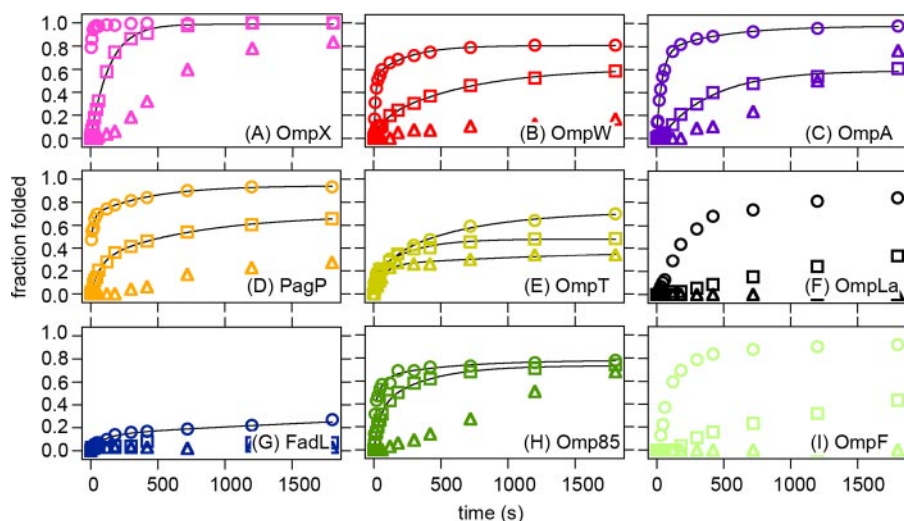 1.0
0.8
0.6
0.4
0.2
0.0
(A) OmpX
(B) OmpW
(C) OmpA
fraction folded
1.0
0.8
0.6
0.4
0.2
0.0
(D) PagP
(E) OmpT
(F) OmpLa
1.0
0.8
0.6
0.4
0.2
0.0
(G) FadL
(H) Omp85
(I) OmpF
0 500 1000 1500
0 500 1000 1500
0 500 1000 1500
time (s)